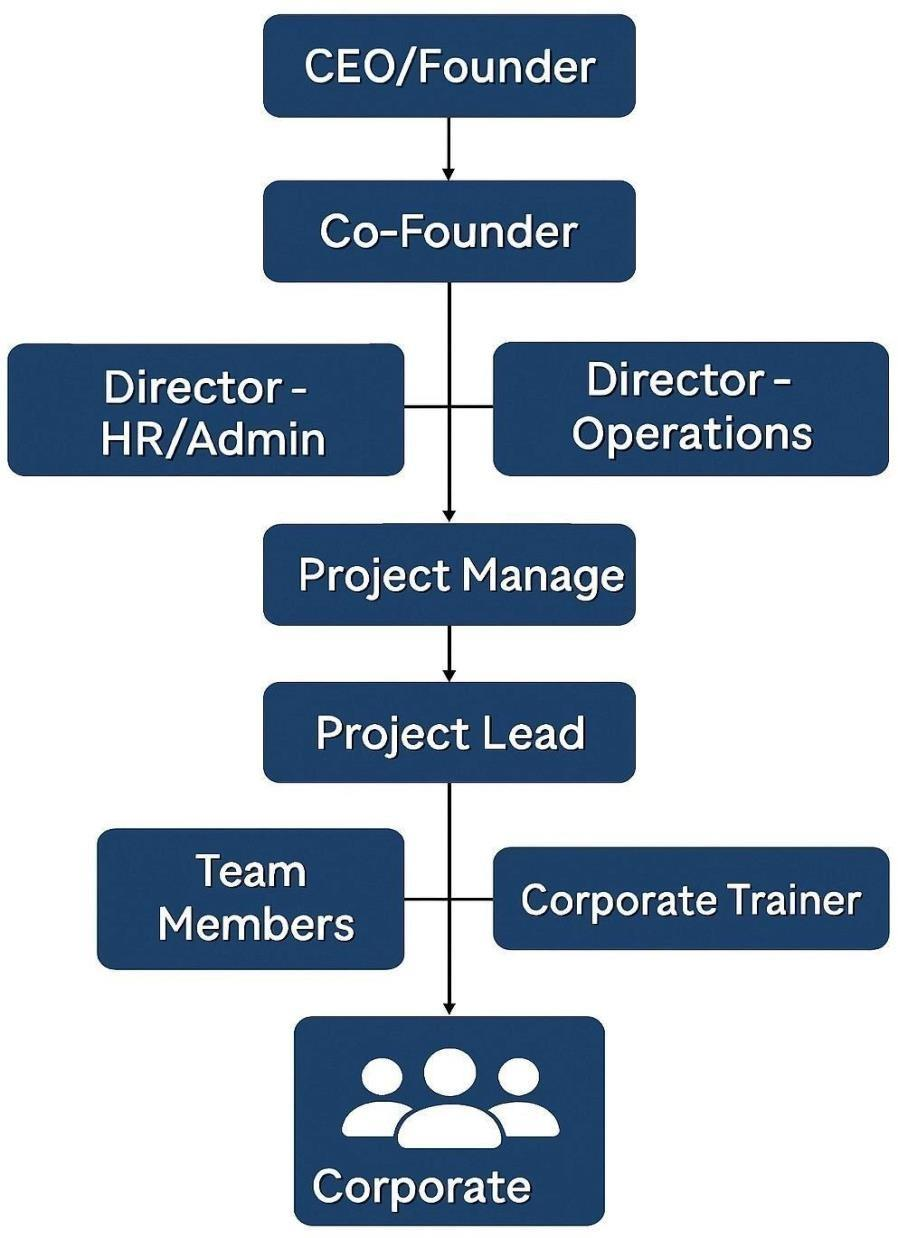 CEO/Founder
Co-Founder
Director -
HR/Admin
Director -
Operations
Project Manage
Project Lead
Team
Members
Corporate Trainer
Corporate